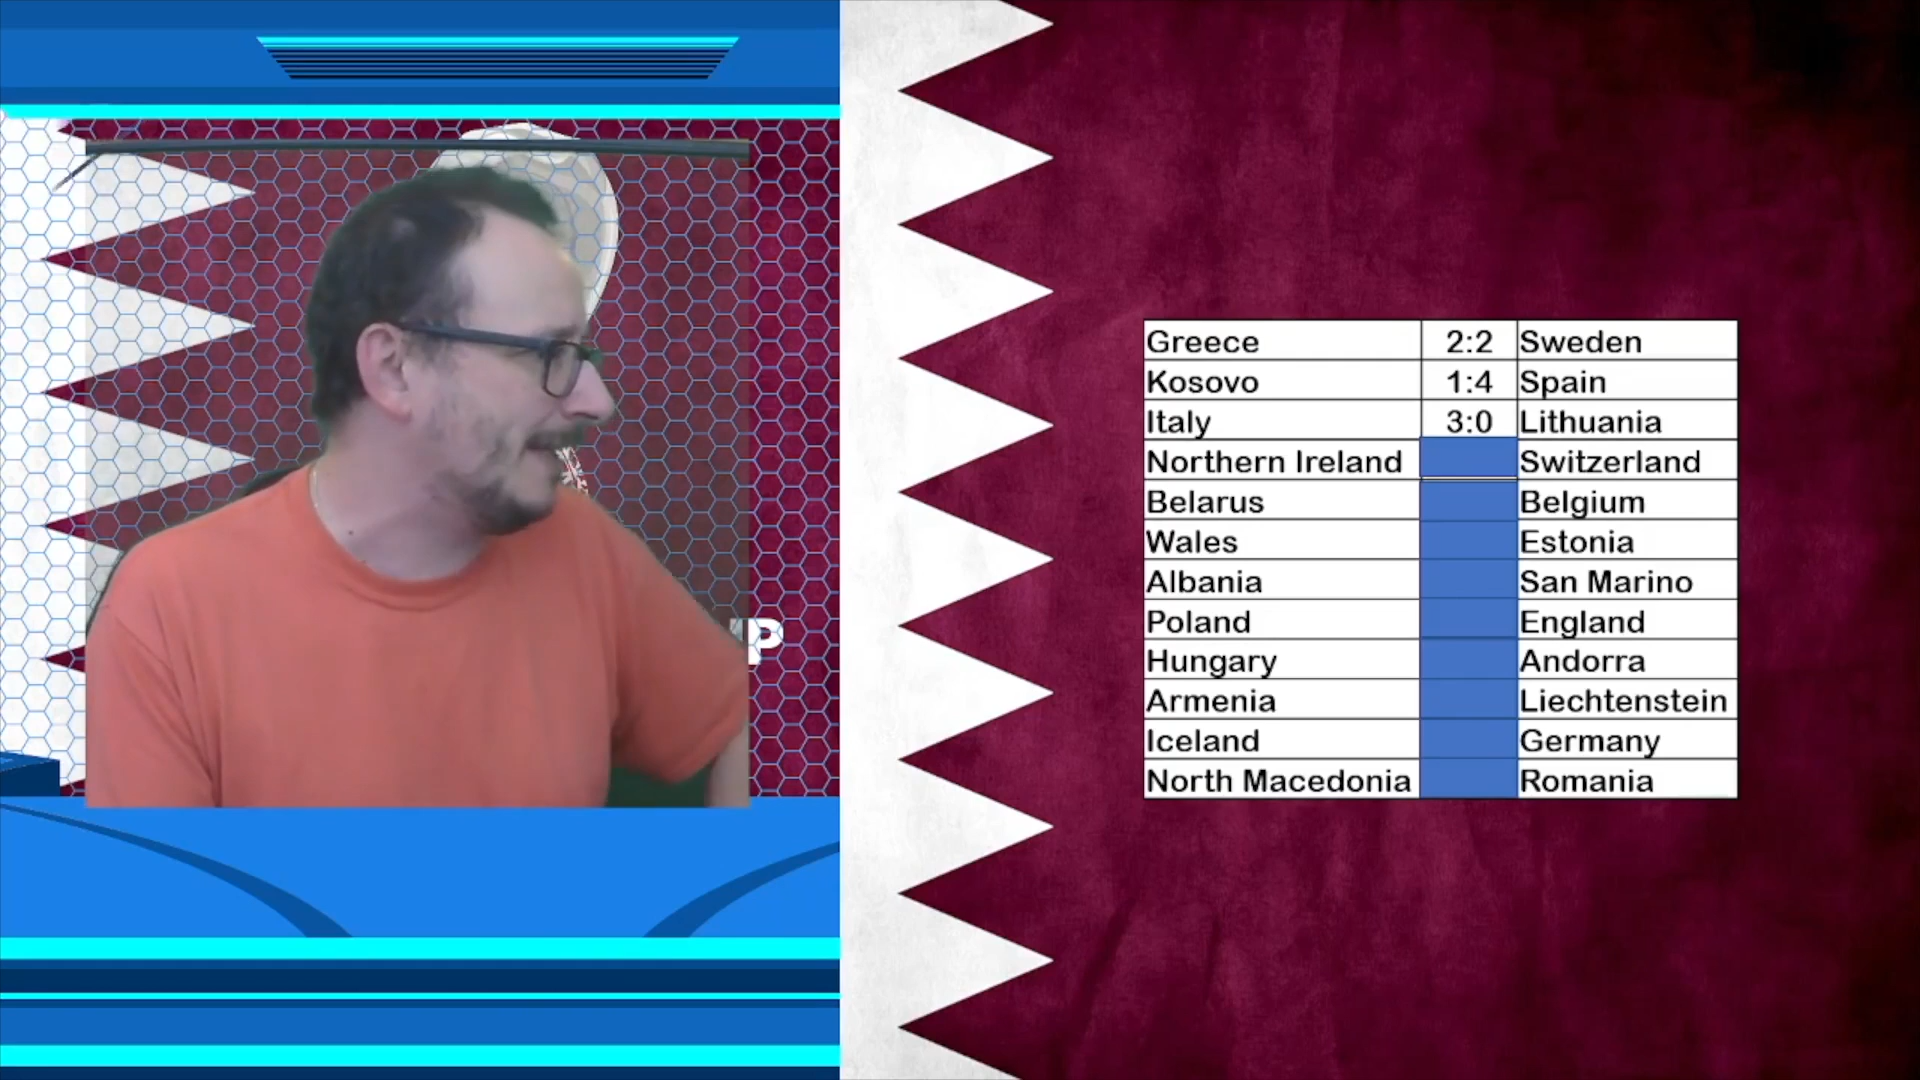 P
Greece 2:2 Sweden
Kosovo 1:4 Spain
Italy 3:0 Lithuania
Northern Ireland Switzerland
Belarus Belgium
Wales Estonia
Albania San Marino
Poland England
Hungary Andorra
Armenia Liechtenstein
Iceland Germany
North Macedonia Romania